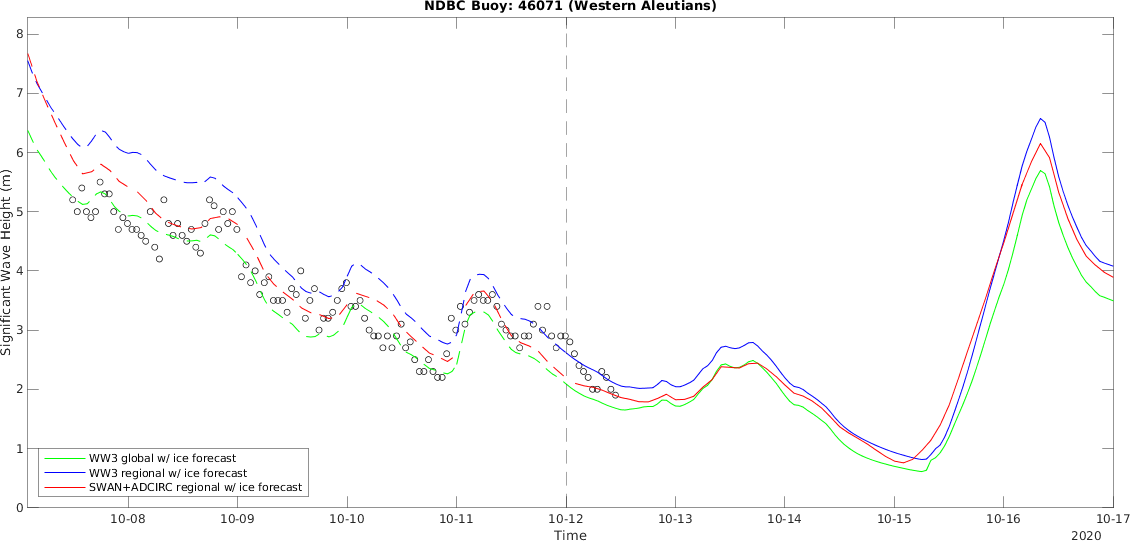 NDBC Buoy: 46071 (Western Aleutians)
Significant Wave Height (m)
8
7
6
5
4
3
2
1
0
WW3 global w/ ice forecast
WW3 regional w/ ice forecast
SWAN+ADCIRC regional w/ ice forecast
10-08 10-09 10-10 10-11 10-12 10-13 10-14 10-15 10-16 10-17
Time
2020